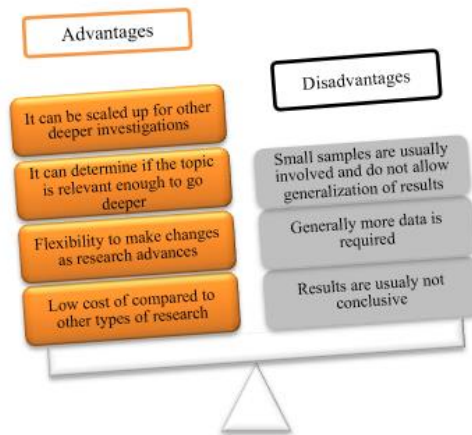 Advantages
It can be scaled up for other
deeper investigations
It can determine if the topic
is relevant enough to go
deeper
Flexibility to make changes
as research advances
Low cost of compared to
other types of research
Disadvantages
Small samples are usually
involved and do not allow
generalization of results
Generally more data is
required
Results are usualy not
conclusive